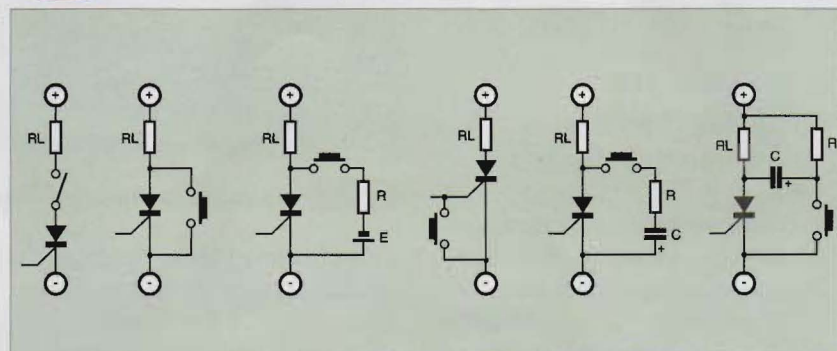 + + + + + +
RL RL RL RL RL RL R
C
+
R R
E C
+
- - - - - -